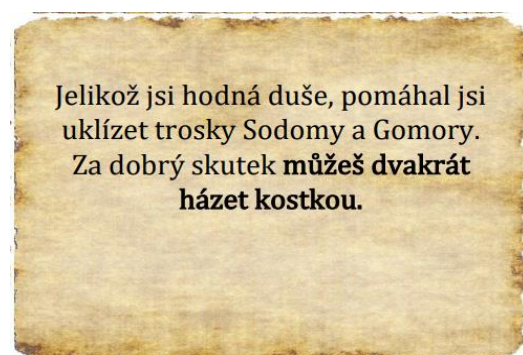 Jelikož jsi hodná duše, pomáhal jsi
uklízet trosky Sodomy a Gomory.
Za dobrý skutek můžeš dvakrát
házet kostkou.